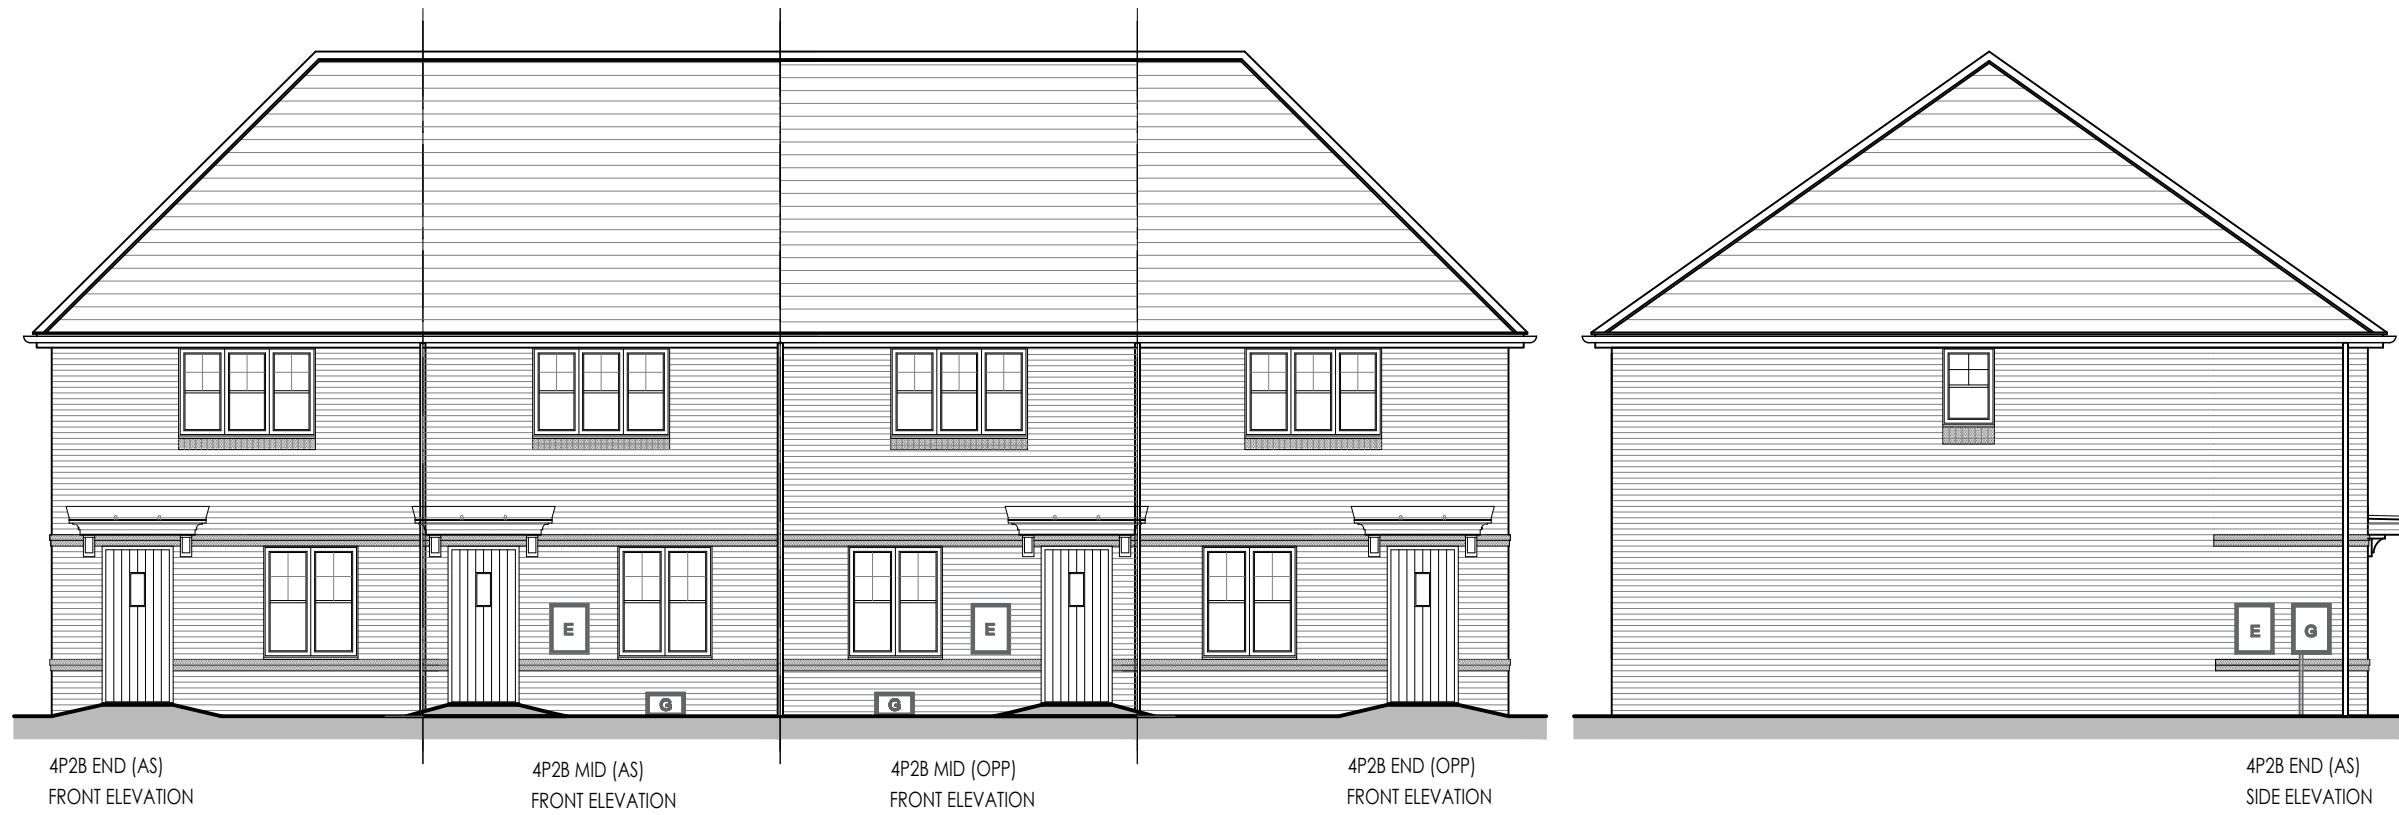 E
E
E
G
G
G
4P2B END (AS)
FRONT ELEVATION
4P2B MID (AS)
FRONT ELEVATION
4P2B MID (OPP)
FRONT ELEVATION
4P2B END (OPP)
FRONT ELEVATION
4P2B END (AS)
SIDE ELEVATION